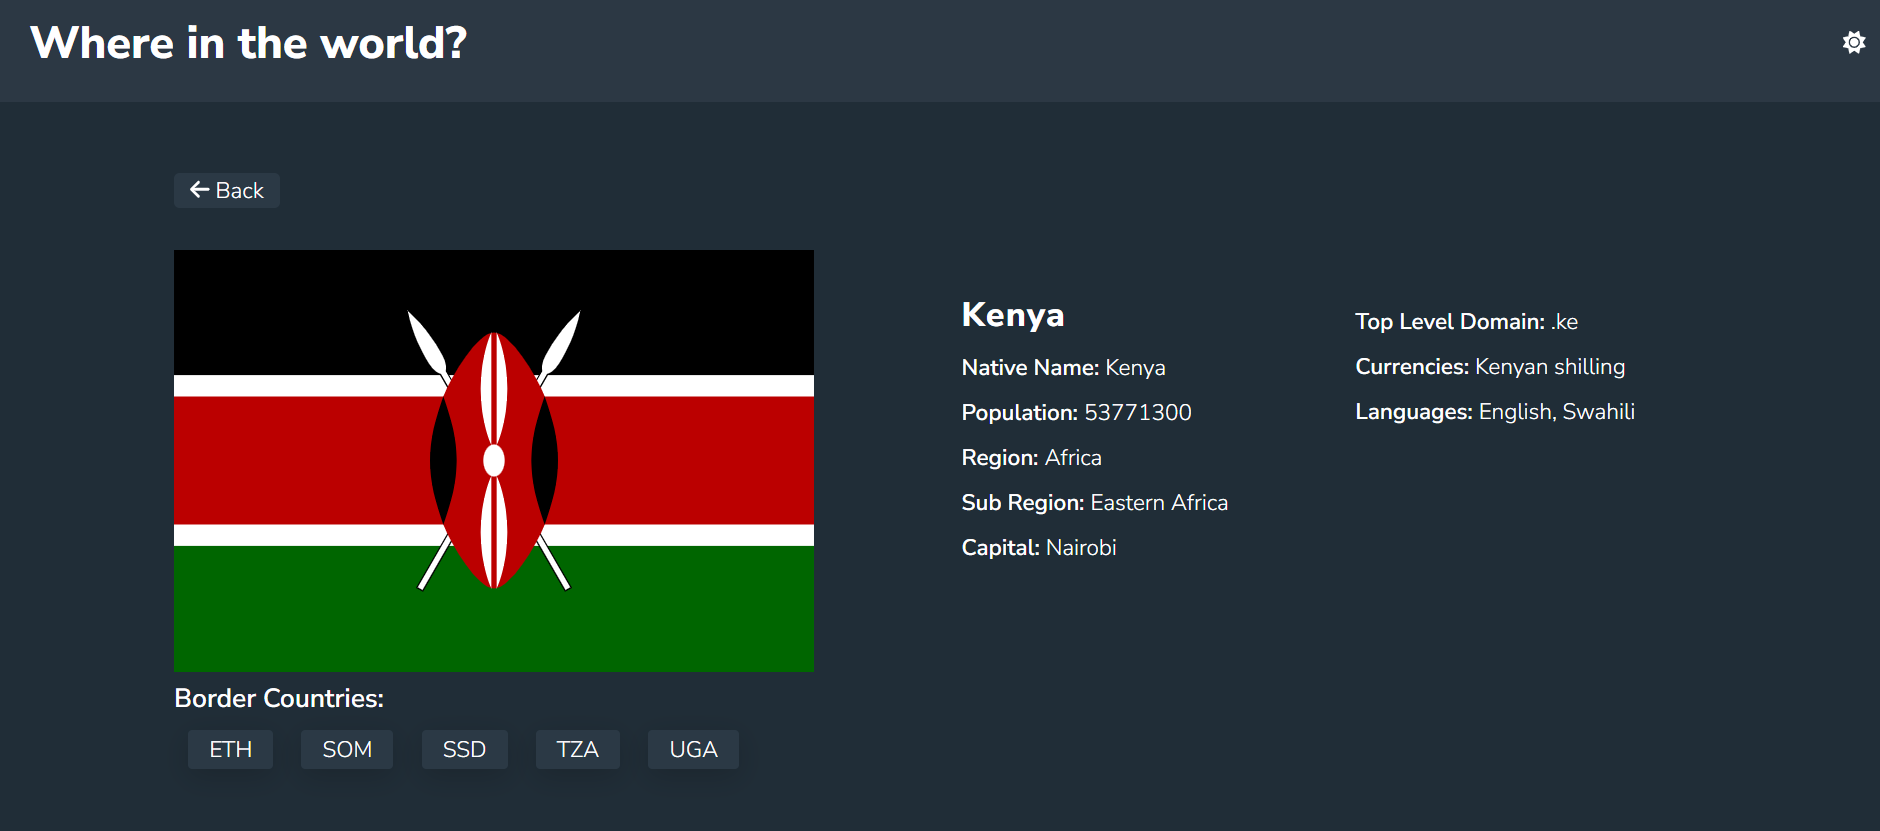 Where in the world?
Back
Kenya
Native Name: Kenya
Population: 53771300
Region: Africa
Sub Region: Eastern Africa
Capital: Nairobi
Top Level Domain: .ke
Currencies: Kenyan shilling
Languages: English, Swahili
Border Countries:
ETH SOM SSD TZA UGA